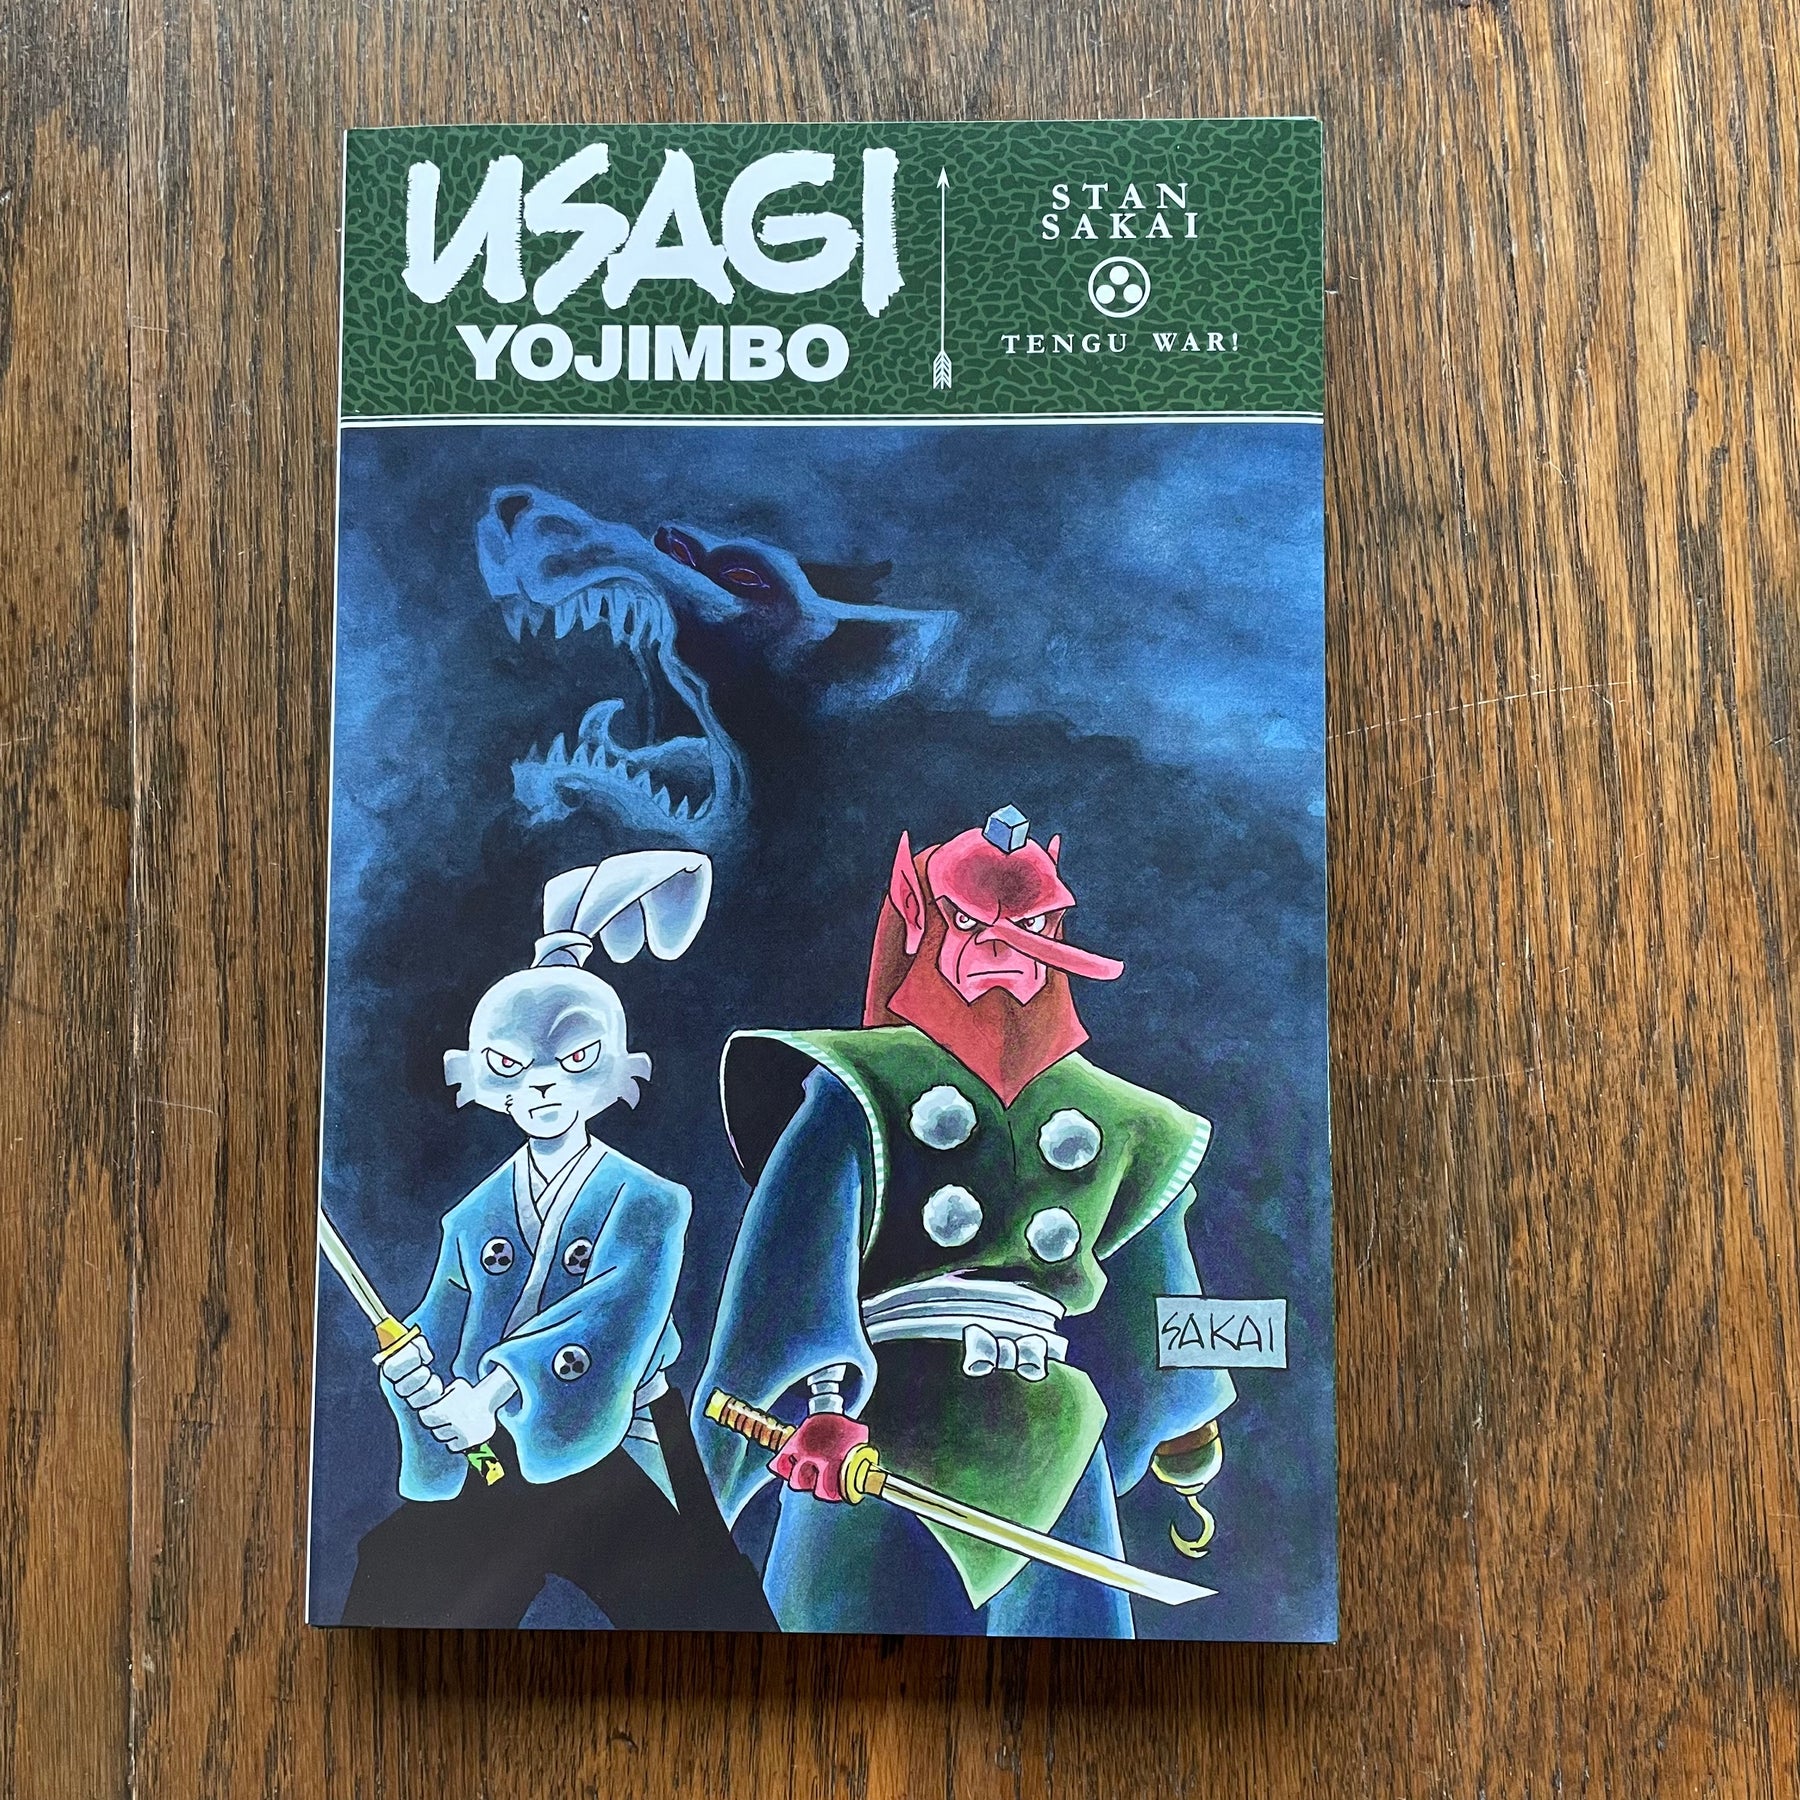 USAGI
YOJIMBO
STAN
SAKAI
TENGU WAR!
SAKAI